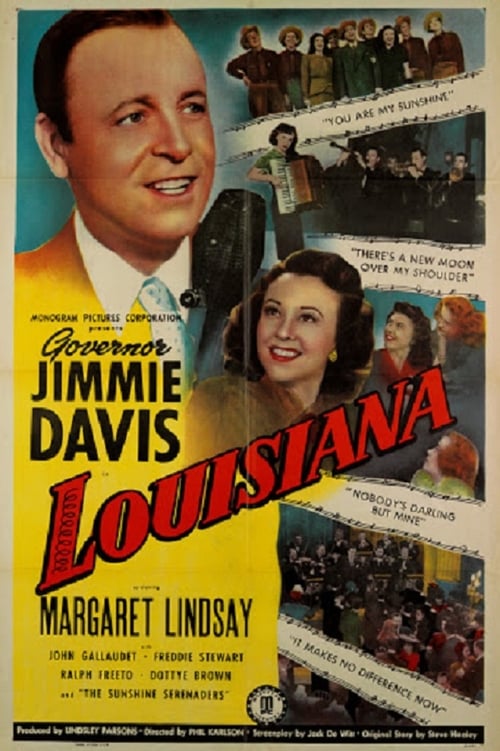 "YOU ARE MY SUNSHINE"
"THERE'S A NEW MOON
OVER MY SHOULDER"
MONOGRAM PICTURES CORPORATION
presents
Governor
JIMMIE
DAVIS
in
LOUISIANA
"NOBODY'S DARLING
BUT MINE"
co-starring
MARGARET LINDSAY
with
JOHN GALLAUDET · FREDDIE STEWART
RALPH FREETO · DOTTYE BROWN
and "THE SUNSHINE SERENADERS"
"IT MAKES NO DIFFERENCE NOW"
Produced by LINDSLEY PARSONS · Directed by PHIL KARLSON · Screenplay by Jack De Witt · Original Story by Steve Healey